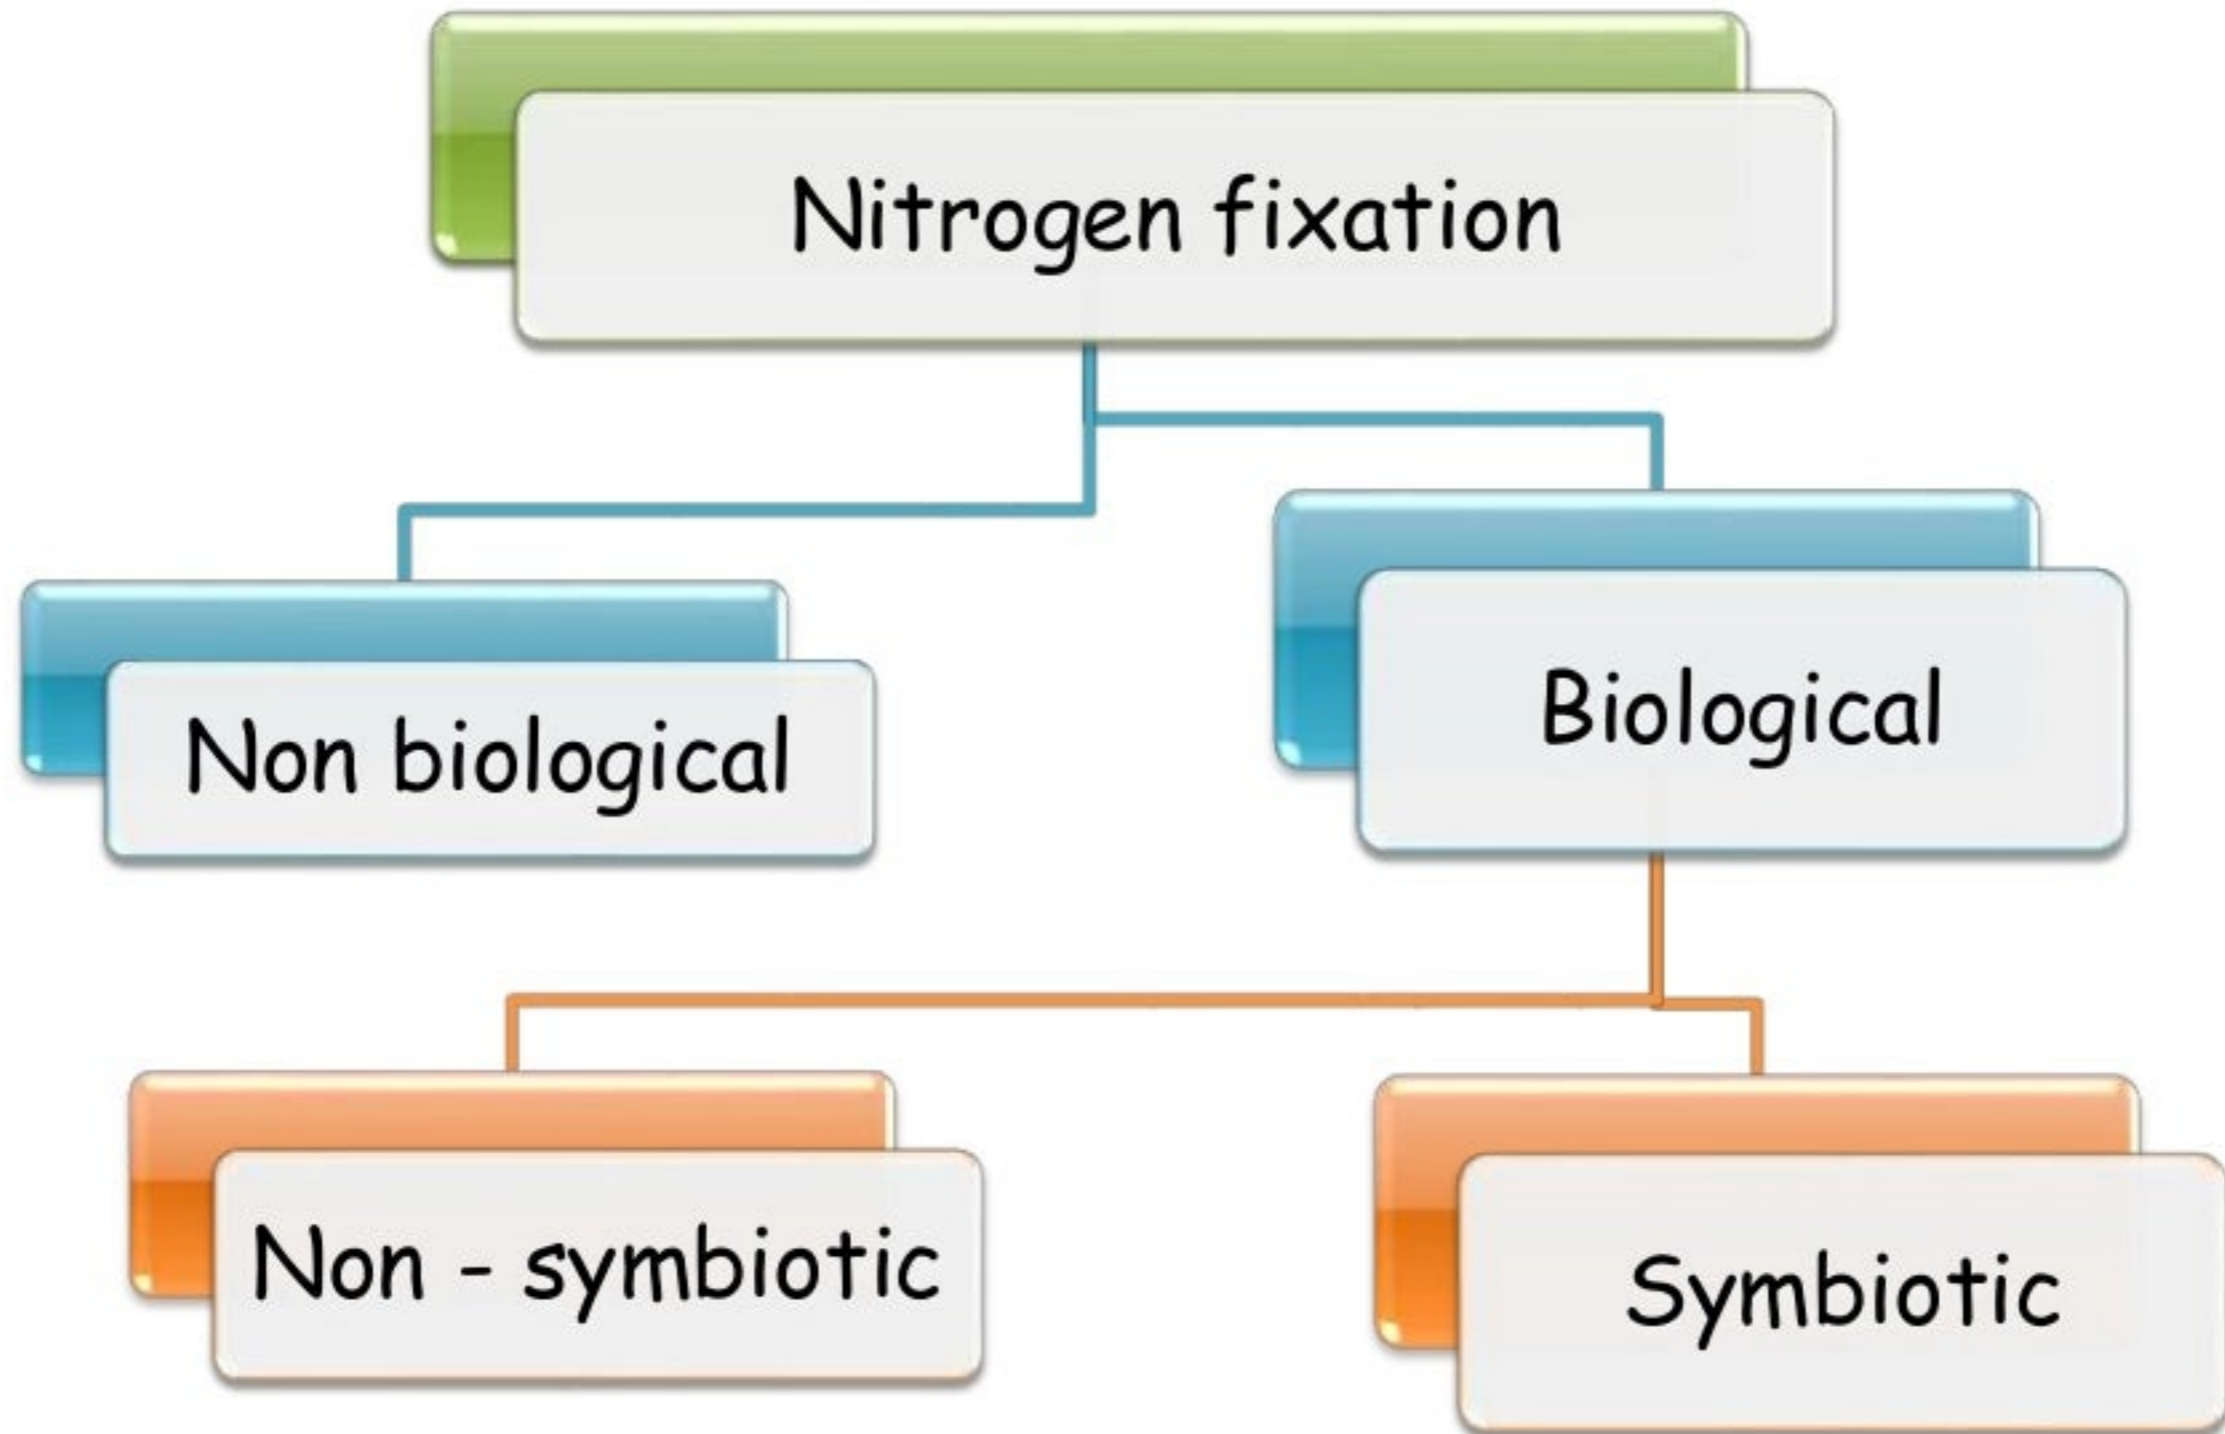 Nitrogen fixation
Non biological
Biological
Non - symbiotic
Symbiotic